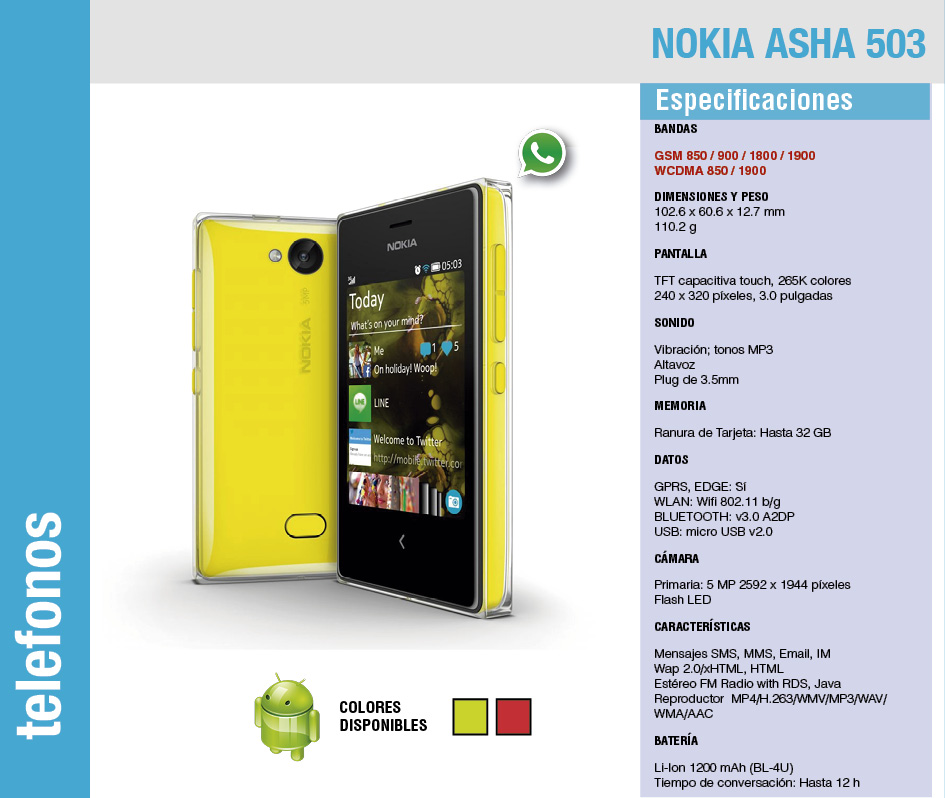 NOKIA ASHA 503
Especificaciones
BANDAS
GSM 850 / 900 / 1800 / 1900
WCDMA 850 / 1900
DIMENSIONES Y PESO
102.6 x 60.6 x 12.7 mm
110.2 g
PANTALLA
TFT capacitiva touch, 265K colores
240 x 320 píxeles, 3.0 pulgadas
SONIDO
Vibración; tonos MP3
Altavoz
Plug de 3.5mm
MEMORIA
Ranura de Tarjeta: Hasta 32 GB
DATOS
GPRS, EDGE: Sí
WLAN: Wifi 802.11 b/g
BLUETOOTH: v3.0 A2DP
USB: micro USB v2.0
CÁMARA
Primaria: 5 MP 2592 x 1944 píxeles
Flash LED
CARACTERÍSTICAS
Mensajes SMS, MMS, Email, IM
Wap 2.0/xHTML, HTML
Estéreo FM Radio with RDS, Java
Reproductor MP4/H.263/WMV/MP3/WAV/
WMA/AAC
BATERÍA
Li-Ion 1200 mAh (BL-4U)
Tiempo de conversación: Hasta 12 h
telefonos
NOKIA
NOKIA
05:03
Today
What's on your mind?
Me 1 5
On holiday! Woop!
LINE
LINE
Welcome to Twitter
http://mobile.twitter.co
COLORES
DISPONIBLES